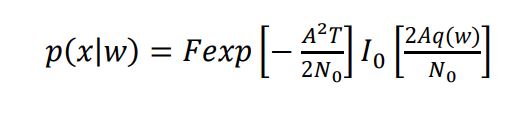 p(x|w) = Fexp [− A²T / 2N₀] I₀ [2Aq(w) / N₀]